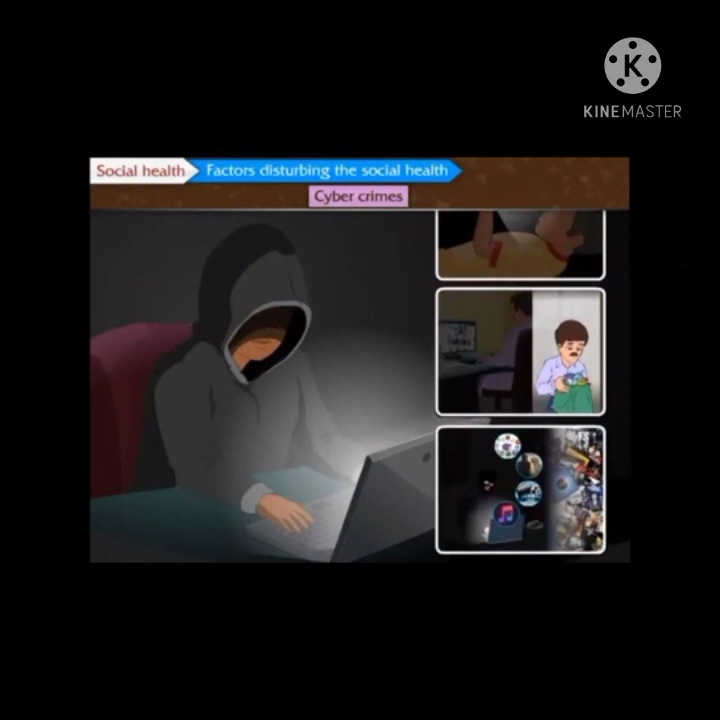 K
KINEMASTER
Social health
Factors disturbing the social health
Cyber crimes